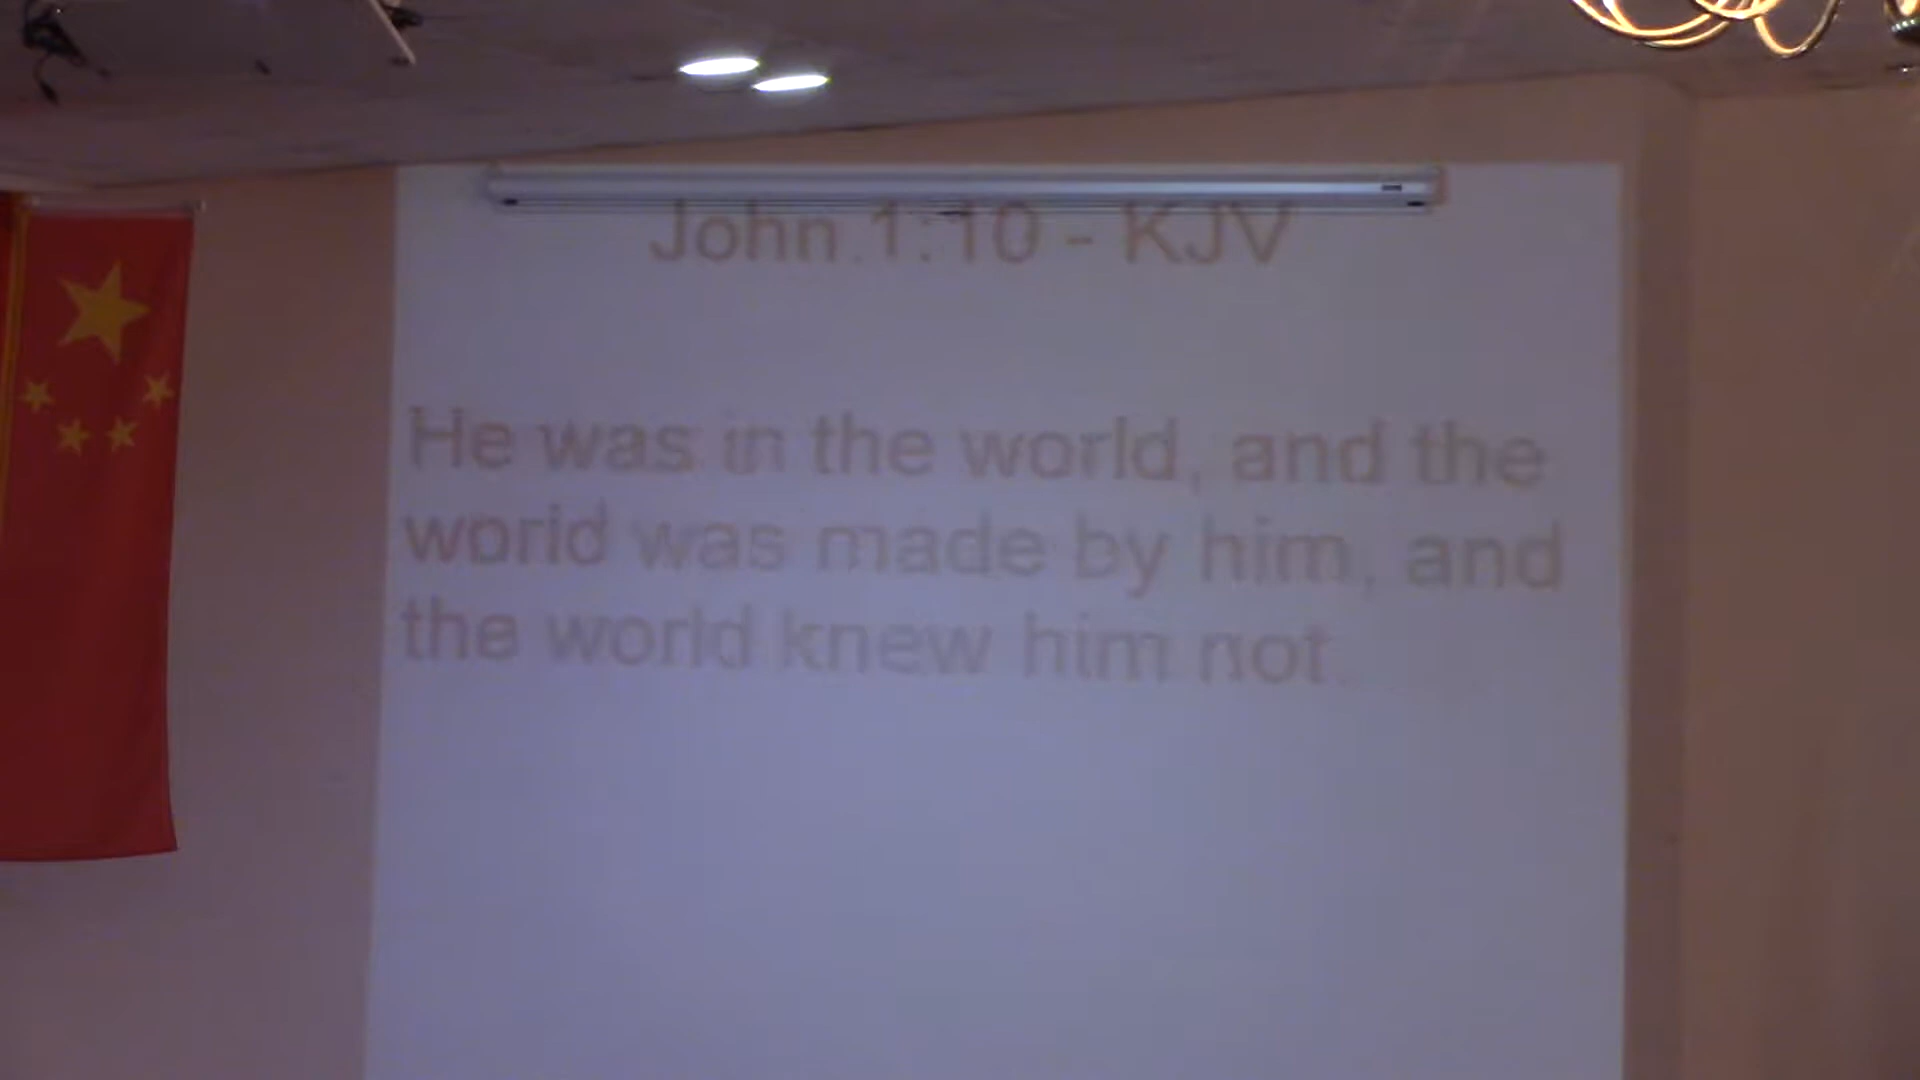 John 1:10 - KJV
He was in the world, and the
world was made by him, and
the world knew him not.